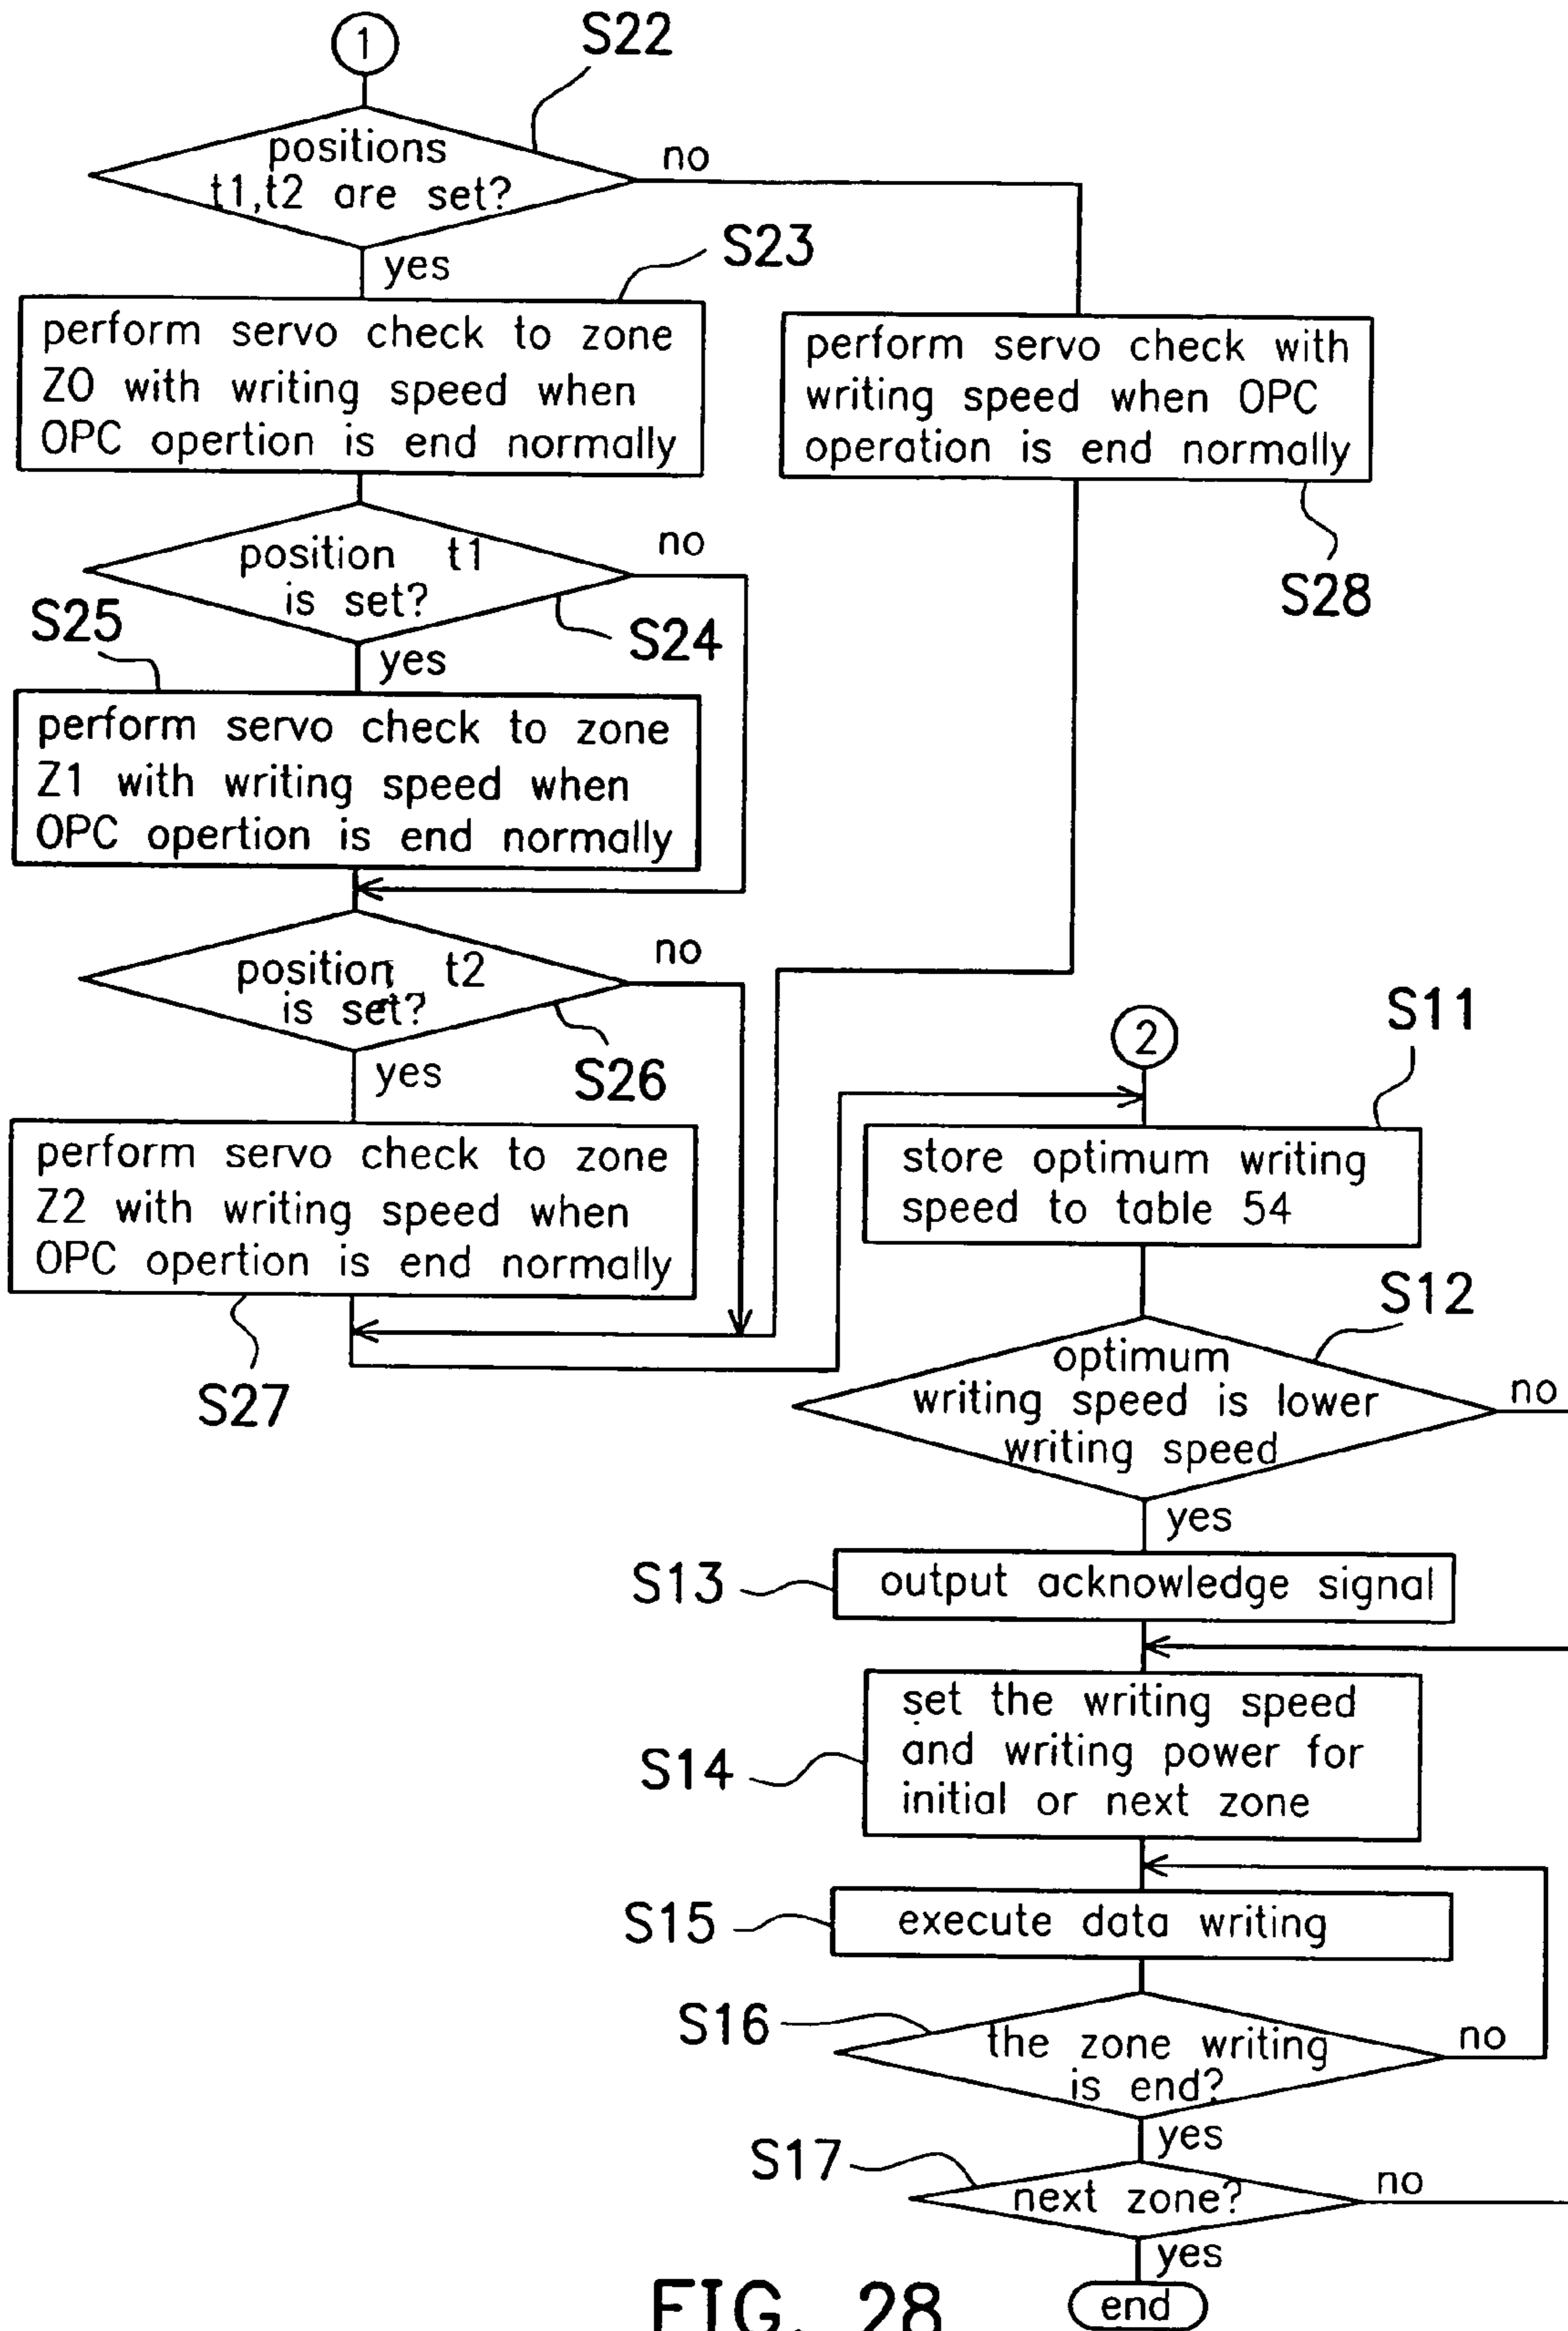 1
S22
positions
t1,t2 are set?
no
yes
S23
perform servo check to zone
Z0 with writing speed when
OPC opertion is end normally
perform servo check with
writing speed when OPC
operation is end normally
S28
position t1
is set?
no
S24
yes
S25
perform servo check to zone
Z1 with writing speed when
OPC opertion is end normally
position t2
is set?
no
S26
yes
perform servo check to zone
Z2 with writing speed when
OPC opertion is end normally
S27
2
S11
store optimum writing
speed to table 54
S12
optimum
writing speed is lower
writing speed
no
yes
S13
output acknowledge signal
S14
set the writing speed
and writing power for
initial or next zone
S15
execute data writing
S16
the zone writing
is end?
no
yes
S17
next zone?
no
yes
end
FIG. 28